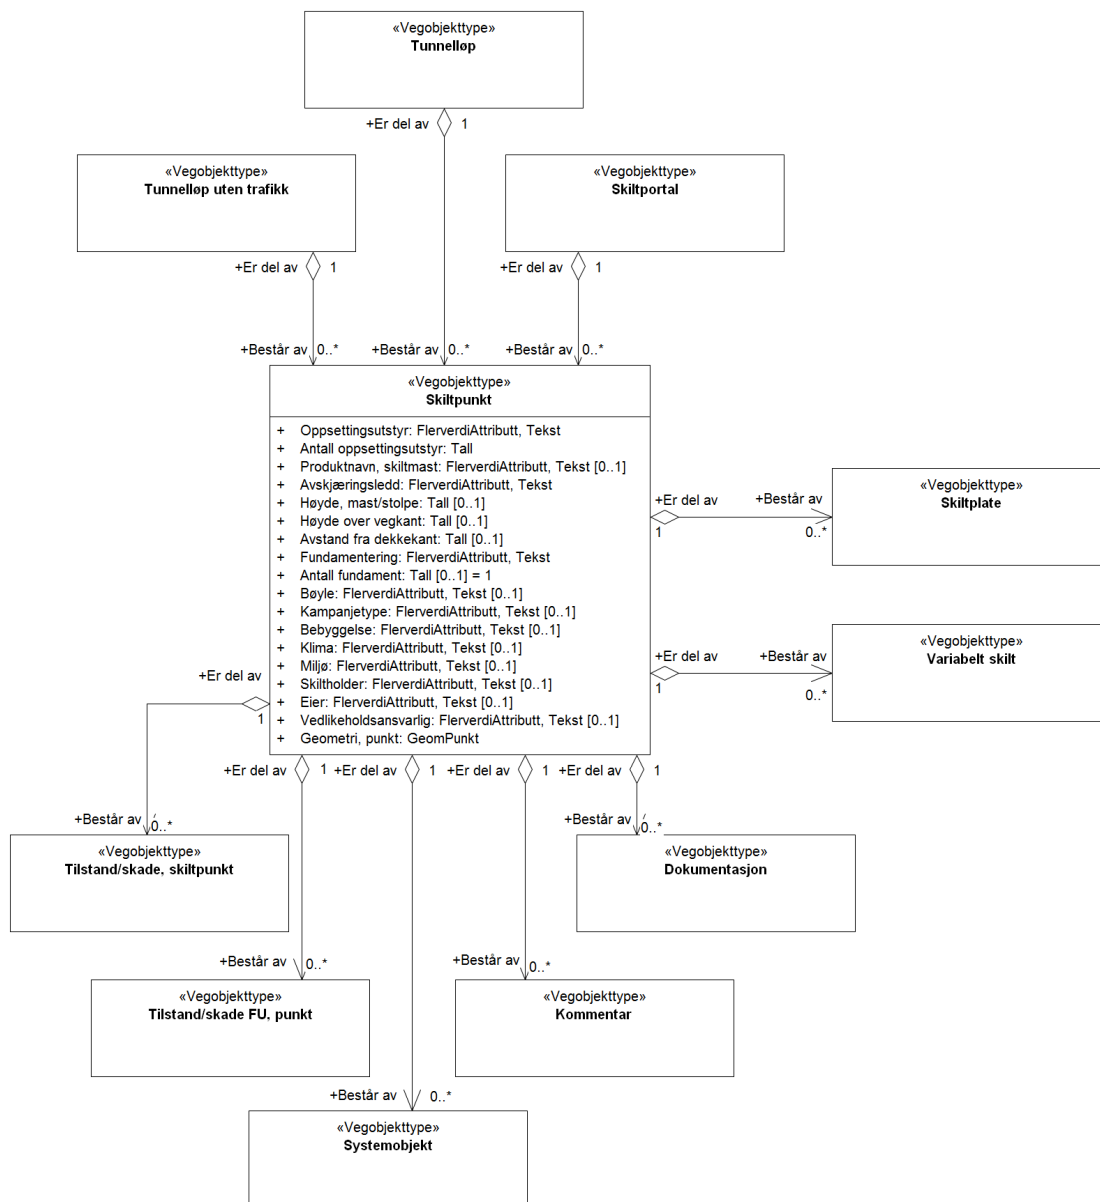 «Vegobjekttype»
Tunnelløp
+Er del av 1
«Vegobjekttype»
Tunnelløp uten trafikk
«Vegobjekttype»
Skiltportal
+Er del av 1
+Er del av 1
+Består av 0..*
+Består av 0..*
+Består av 0..*
«Vegobjekttype»
Skiltpunkt
+ Oppsettingsutstyr: FlerverdiAttributt, Tekst
+ Antall oppsettingsutstyr: Tall
+ Produktnavn, skiltmast: FlerverdiAttributt, Tekst [0..1]
+ Avskjæringsledd: FlerverdiAttributt, Tekst
+ Høyde, mast/stolpe: Tall [0..1]
+ Høyde over vegkant: Tall [0..1]
+ Avstand fra dekkekant: Tall [0..1]
+ Fundamentering: FlerverdiAttributt, Tekst
+ Antall fundament: Tall [0..1] = 1
+ Bøyle: FlerverdiAttributt, Tekst [0..1]
+ Kampanjetype: FlerverdiAttributt, Tekst [0..1]
+ Bebyggelse: FlerverdiAttributt, Tekst [0..1]
+ Klima: FlerverdiAttributt, Tekst [0..1]
+ Miljø: FlerverdiAttributt, Tekst [0..1]
+ Skiltholder: FlerverdiAttributt, Tekst [0..1]
+ Eier: FlerverdiAttributt, Tekst [0..1]
+ Vedlikeholdsansvarlig: FlerverdiAttributt, Tekst [0..1]
+ Geometri, punkt: GeomPunkt
+Er del av
1
+Består av
0..*
«Vegobjekttype»
Skiltplate
+Er del av
1
+Består av
0..*
«Vegobjekttype»
Variabelt skilt
+Er del av
1
+Er del av 1
+Er del av 1
+Er del av 1
+Er del av 1
+Består av 0..*
«Vegobjekttype»
Tilstand/skade, skiltpunkt
+Består av 0..*
«Vegobjekttype»
Dokumentasjon
+Består av 0..*
«Vegobjekttype»
Tilstand/skade FU, punkt
+Består av 0..*
«Vegobjekttype»
Kommentar
+Består av 0..*
«Vegobjekttype»
Systemobjekt